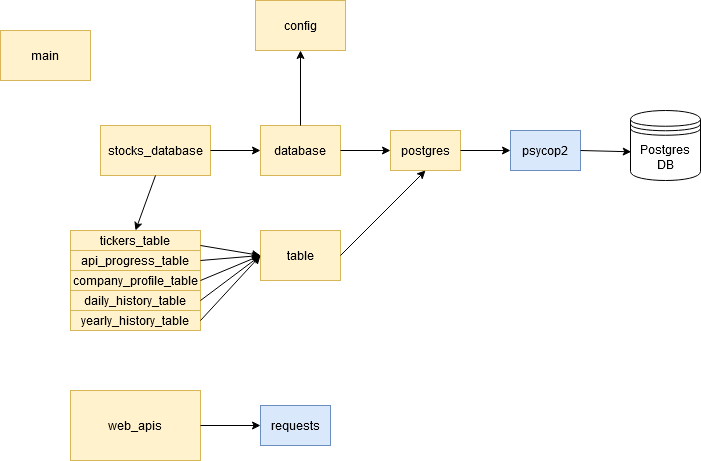 config
main
stocks_database
database
postgres
psycop2
Postgres
DB
tickers_table
api_progress_table
company_profile_table
daily_history_table
yearly_history_table
table
web_apis
requests